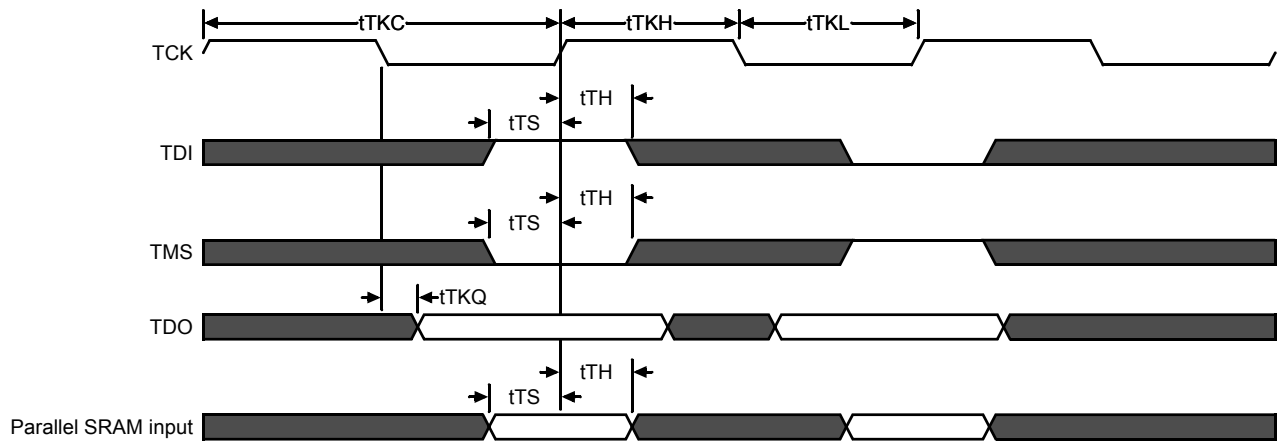 tTKC
tTKH
tTKL
TCK
tTH
tTS
TDI
tTH
tTS
TMS
tTKQ
TDO
tTH
tTS
Parallel SRAM input